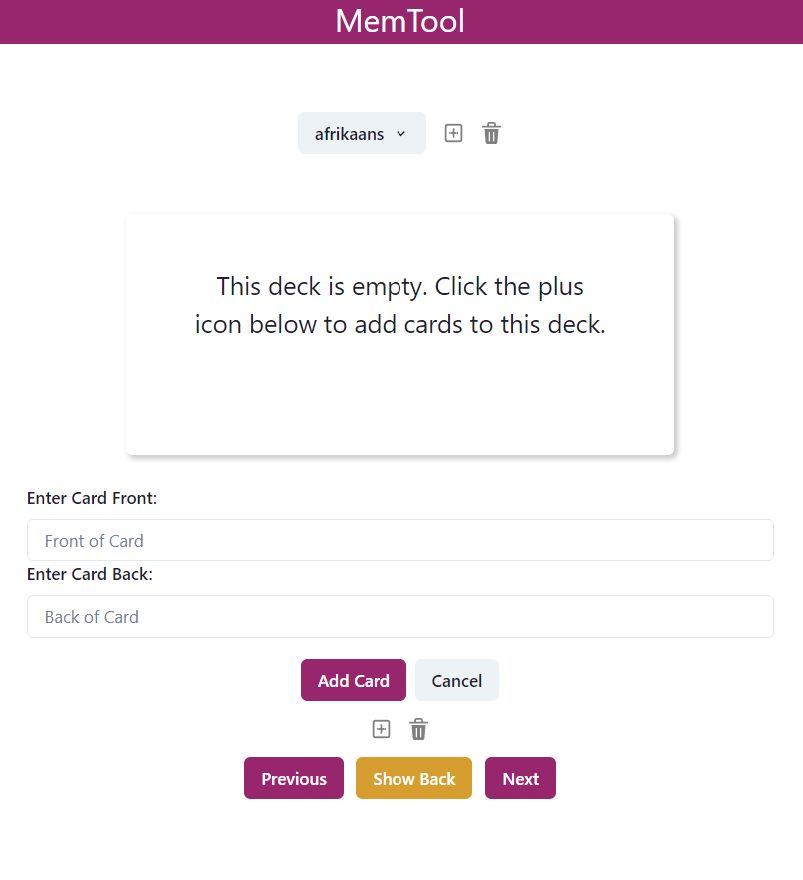 MemTool
afrikaans
This deck is empty. Click the plus
icon below to add cards to this deck.
Enter Card Front:
Front of Card
Enter Card Back:
Back of Card
Add Card Cancel
Previous Show Back Next